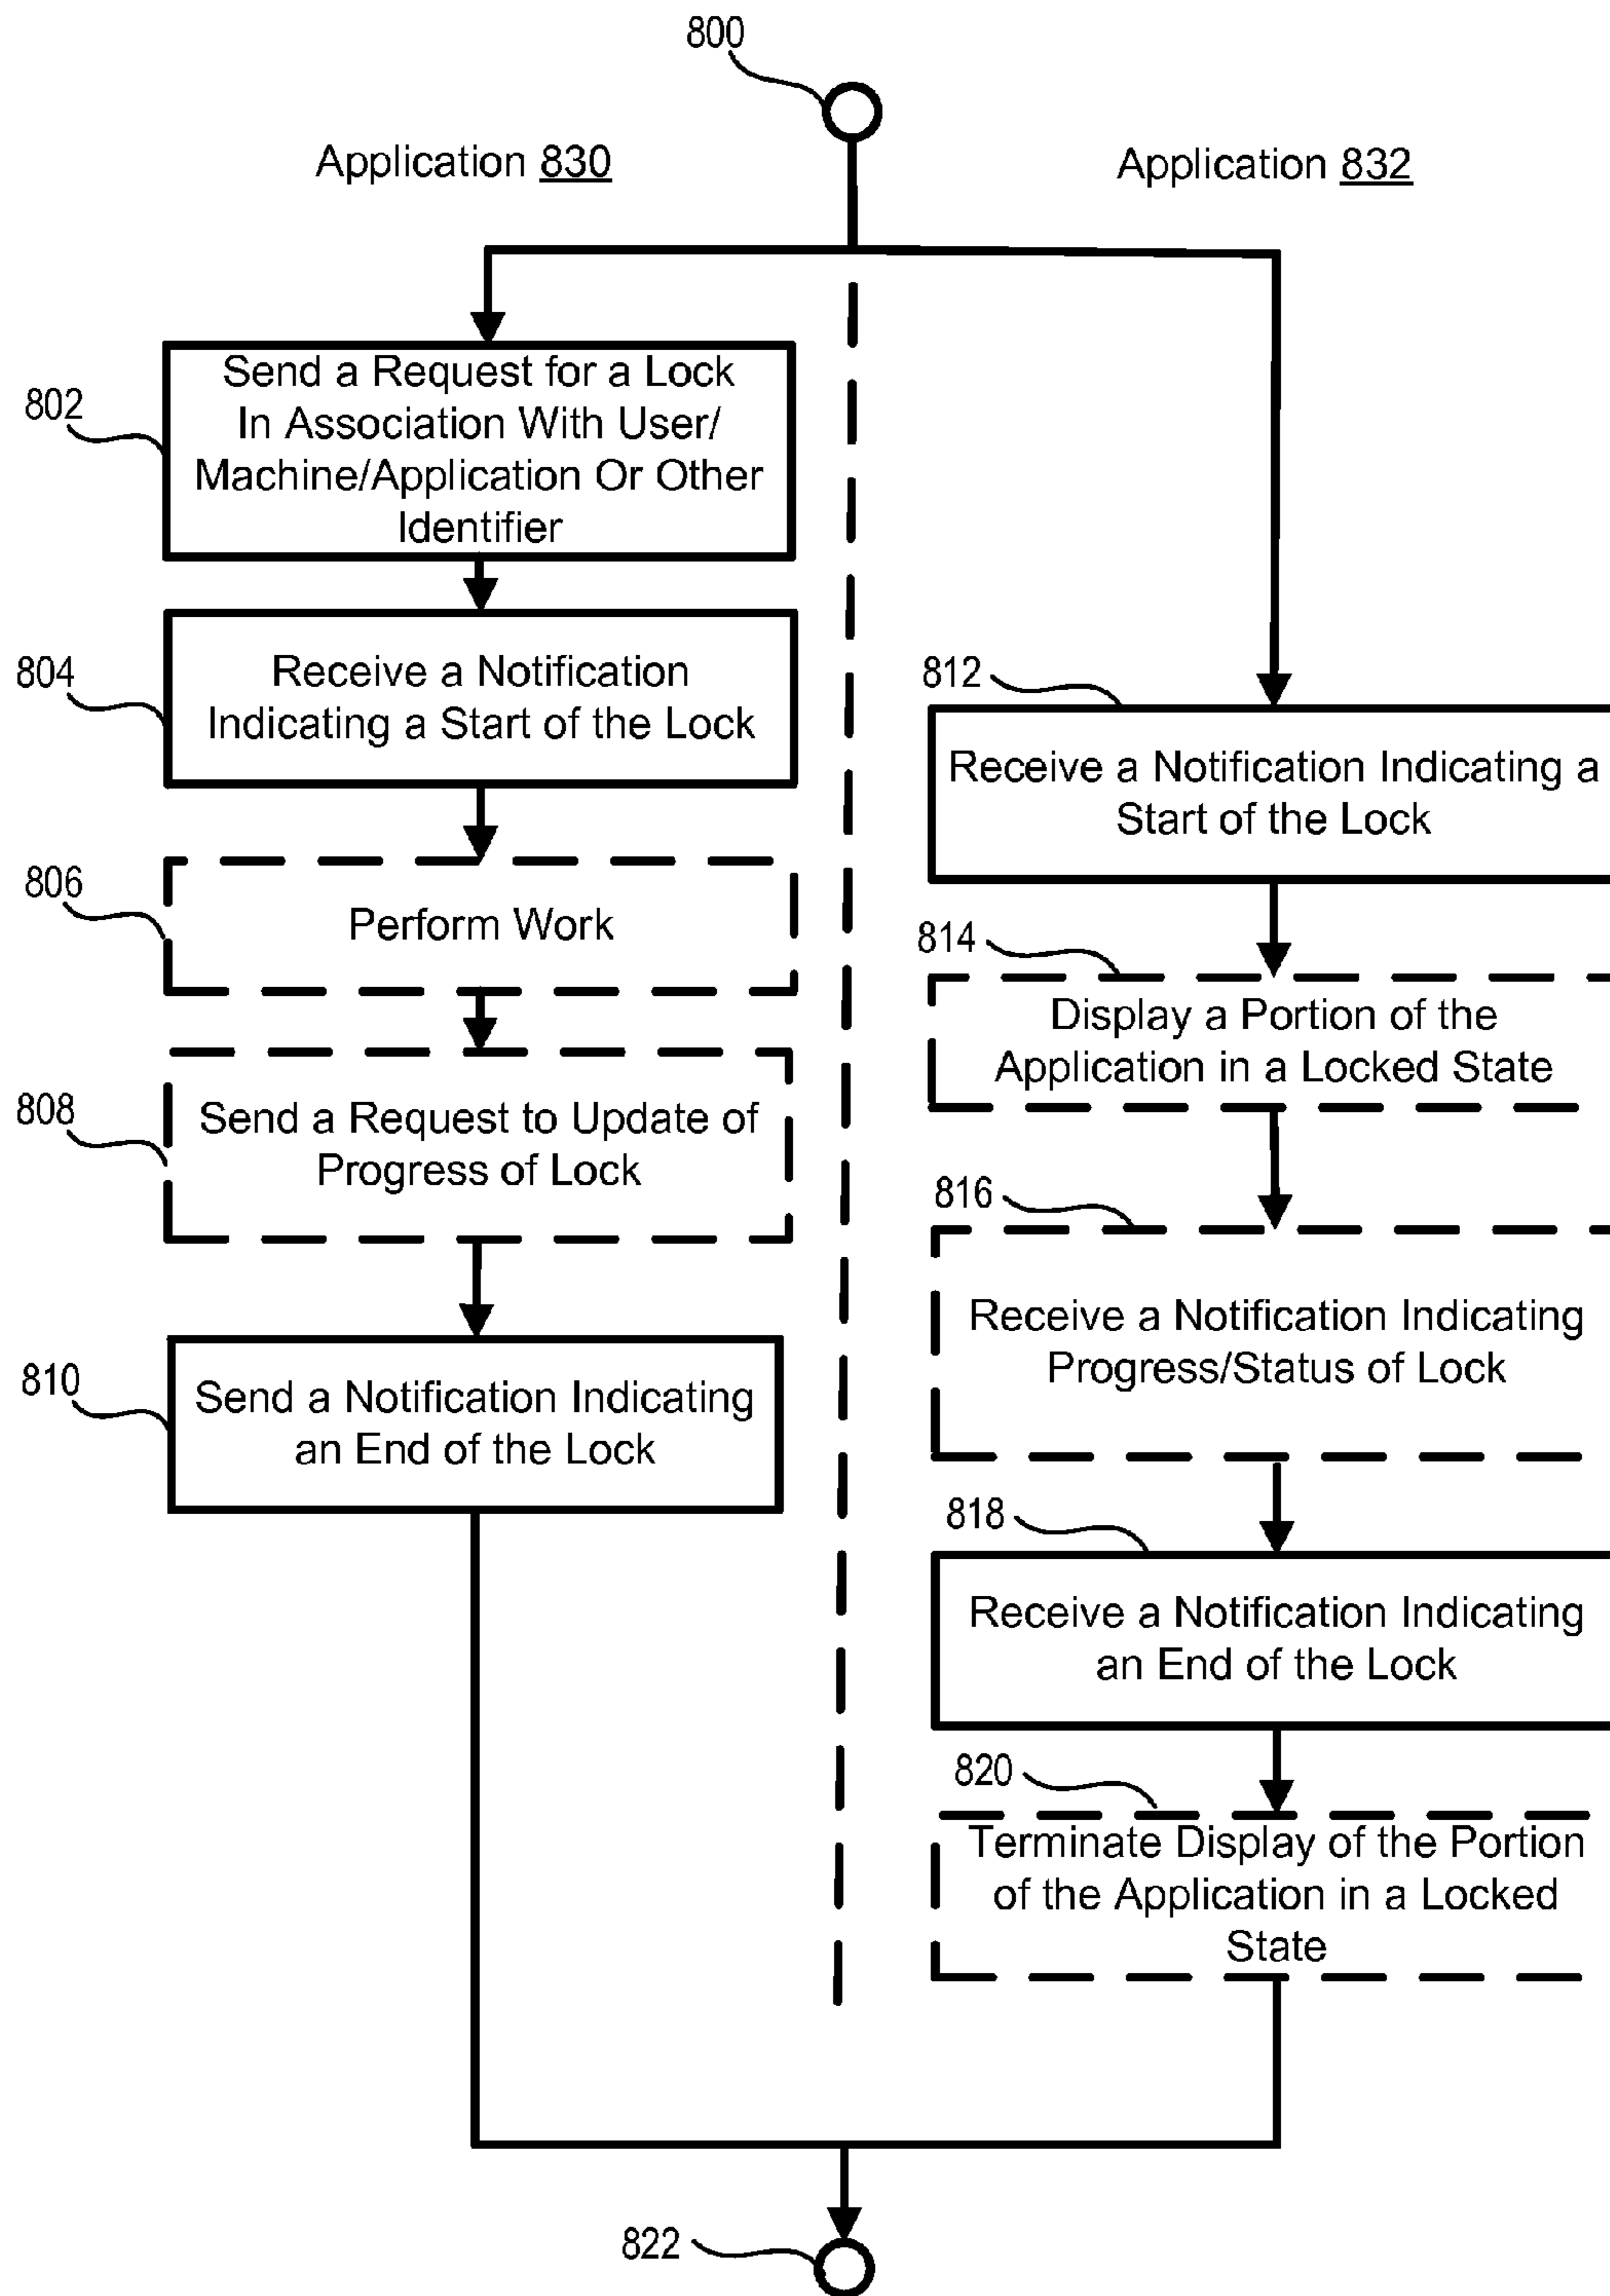 800
Application 830
Application 832
802
Send a Request for a Lock
In Association With User/
Machine/Application Or Other
Identifier
804
Receive a Notification
Indicating a Start of the Lock
806
Perform Work
808
Send a Request to Update of
Progress of Lock
810
Send a Notification Indicating
an End of the Lock
812
Receive a Notification Indicating a
Start of the Lock
814
Display a Portion of the
Application in a Locked State
816
Receive a Notification Indicating
Progress/Status of Lock
818
Receive a Notification Indicating
an End of the Lock
820
Terminate Display of the Portion
of the Application in a Locked
State
822